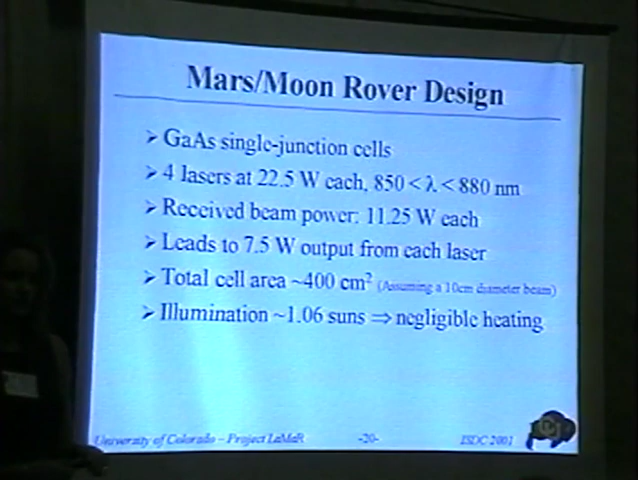 Mars/Moon Rover Design
➢ GaAs single-junction cells
➢ 4 lasers at 22.5 W each, 850 < λ < 880 nm
➢ Received beam power: 11.25 W each
➢ Leads to 7.5 W output from each laser
➢ Total cell area ~400 cm² (Assuming a 10cm diameter beam)
➢ Illumination ~1.06 suns ⇒ negligible heating
University of Colorado – Project LaMaR -20- ISDC 2001
CU